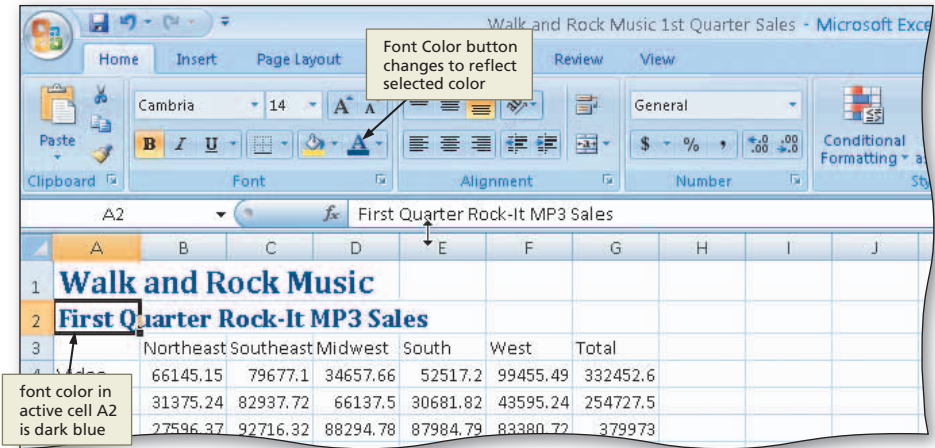 Walk and Rock Music 1st Quarter Sales - Microsoft Exce
Home Insert Page Layout Review View
Font Color button
changes to reflect
selected color
Cambria 14 A A General
Paste B I U A $ % , .0 .00 .00 .0 Conditional
Formatting
Clipboard Font Alignment Number Sty
A2 fx First Quarter Rock-It MP3 Sales
A B C D E F G H I J
1 Walk and Rock Music
2 First Quarter Rock-It MP3 Sales
3 Northeast Southeast Midwest South West Total
66145.15 79677.1 34657.66 52517.2 99455.49 332452.6
31375.24 82937.72 66137.5 30681.82 43595.24 254727.5
27596.37 92716.32 88294.78 87984.79 83380.72 379973
font color in
active cell A2
is dark blue